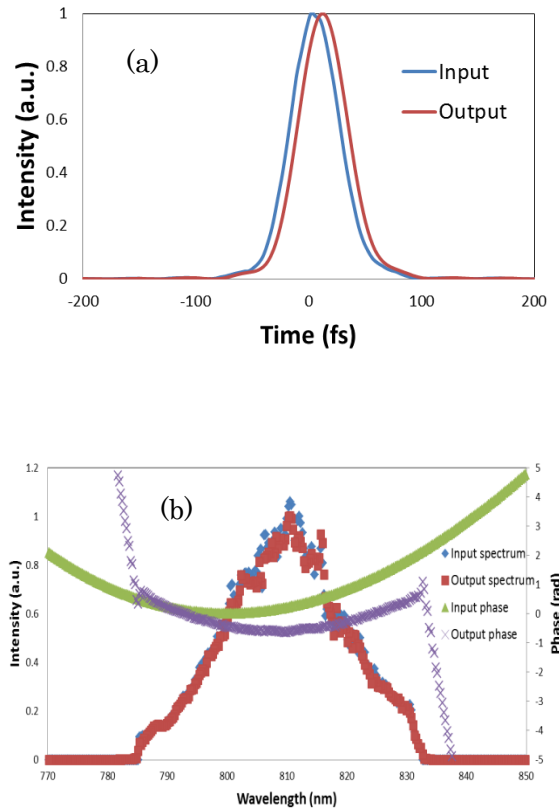 (a)
Input
Output
Intensity (a.u.)
1
0.8
0.6
0.4
0.2
0
-200
-100
0
100
200
Time (fs)
(b)
Input spectrum
Output spectrum
Input phase
Output phase
Intensity (a.u.)
1.2
1
0.8
0.6
0.4
0.2
0
5
4
3
2
1
0
-1
-2
-3
-4
-5
Phase (rad)
770
780
790
800
810
820
830
840
850
Wavelength (nm)